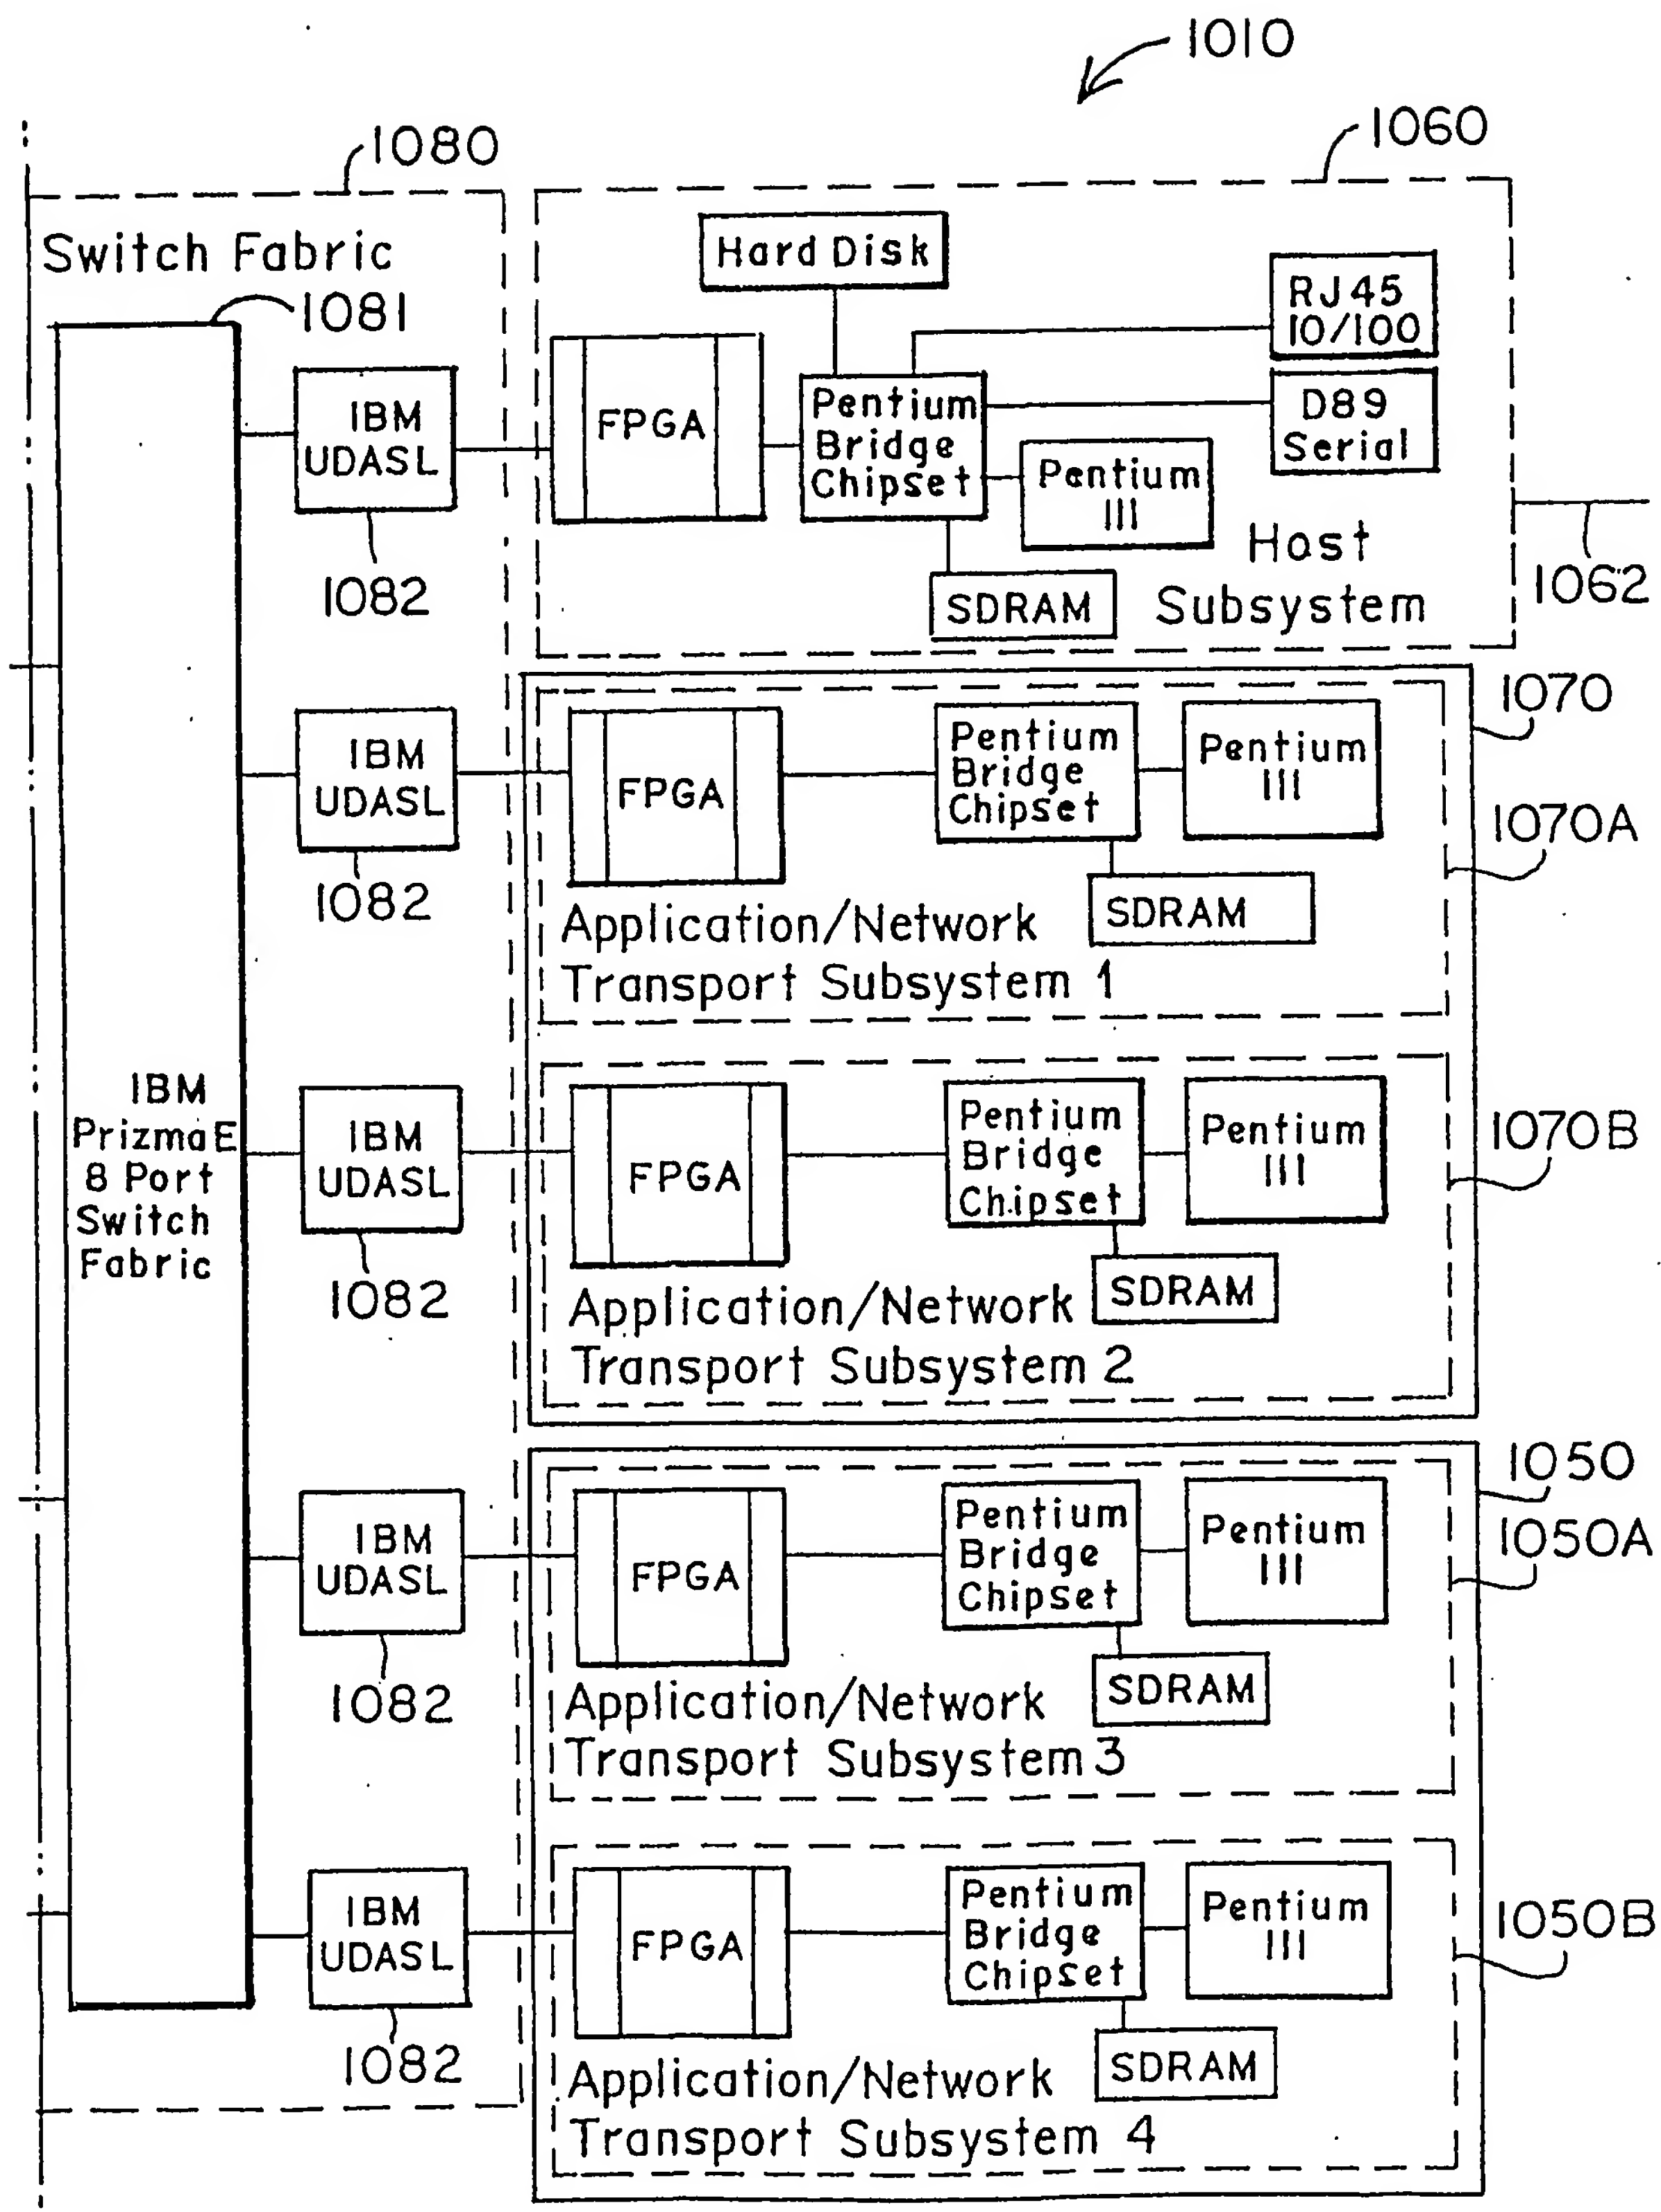 1010
1080
1060
Switch Fabric
1081
Hard Disk
RJ45
10/100
IBM
UDASL
FPGA
Pentium
Bridge
Chipset
D89
Serial
Pentium
III
1082
SDRAM
Host
Subsystem
1062
1070
IBM
UDASL
FPGA
Pentium
Bridge
Chipset
Pentium
III
1070A
1082
SDRAM
Application/Network
Transport Subsystem 1
IBM
PrizmaE
8 Port
Switch
Fabric
IBM
UDASL
FPGA
Pentium
Bridge
Chipset
Pentium
III
1070B
1082
SDRAM
Application/Network
Transport Subsystem 2
1050
IBM
UDASL
FPGA
Pentium
Bridge
Chipset
Pentium
III
1050A
1082
SDRAM
Application/Network
Transport Subsystem 3
IBM
UDASL
FPGA
Pentium
Bridge
Chipset
Pentium
III
1050B
1082
SDRAM
Application/Network
Transport Subsystem 4